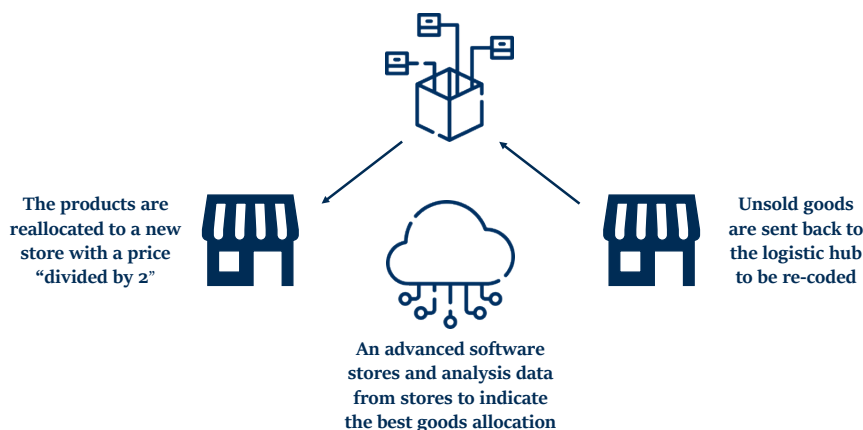 The products are
reallocated to a new
store with a price
“divided by 2”
Unsold goods
are sent back to
the logistic hub
to be re-coded
An advanced software
stores and analysis data
from stores to indicate
the best goods allocation